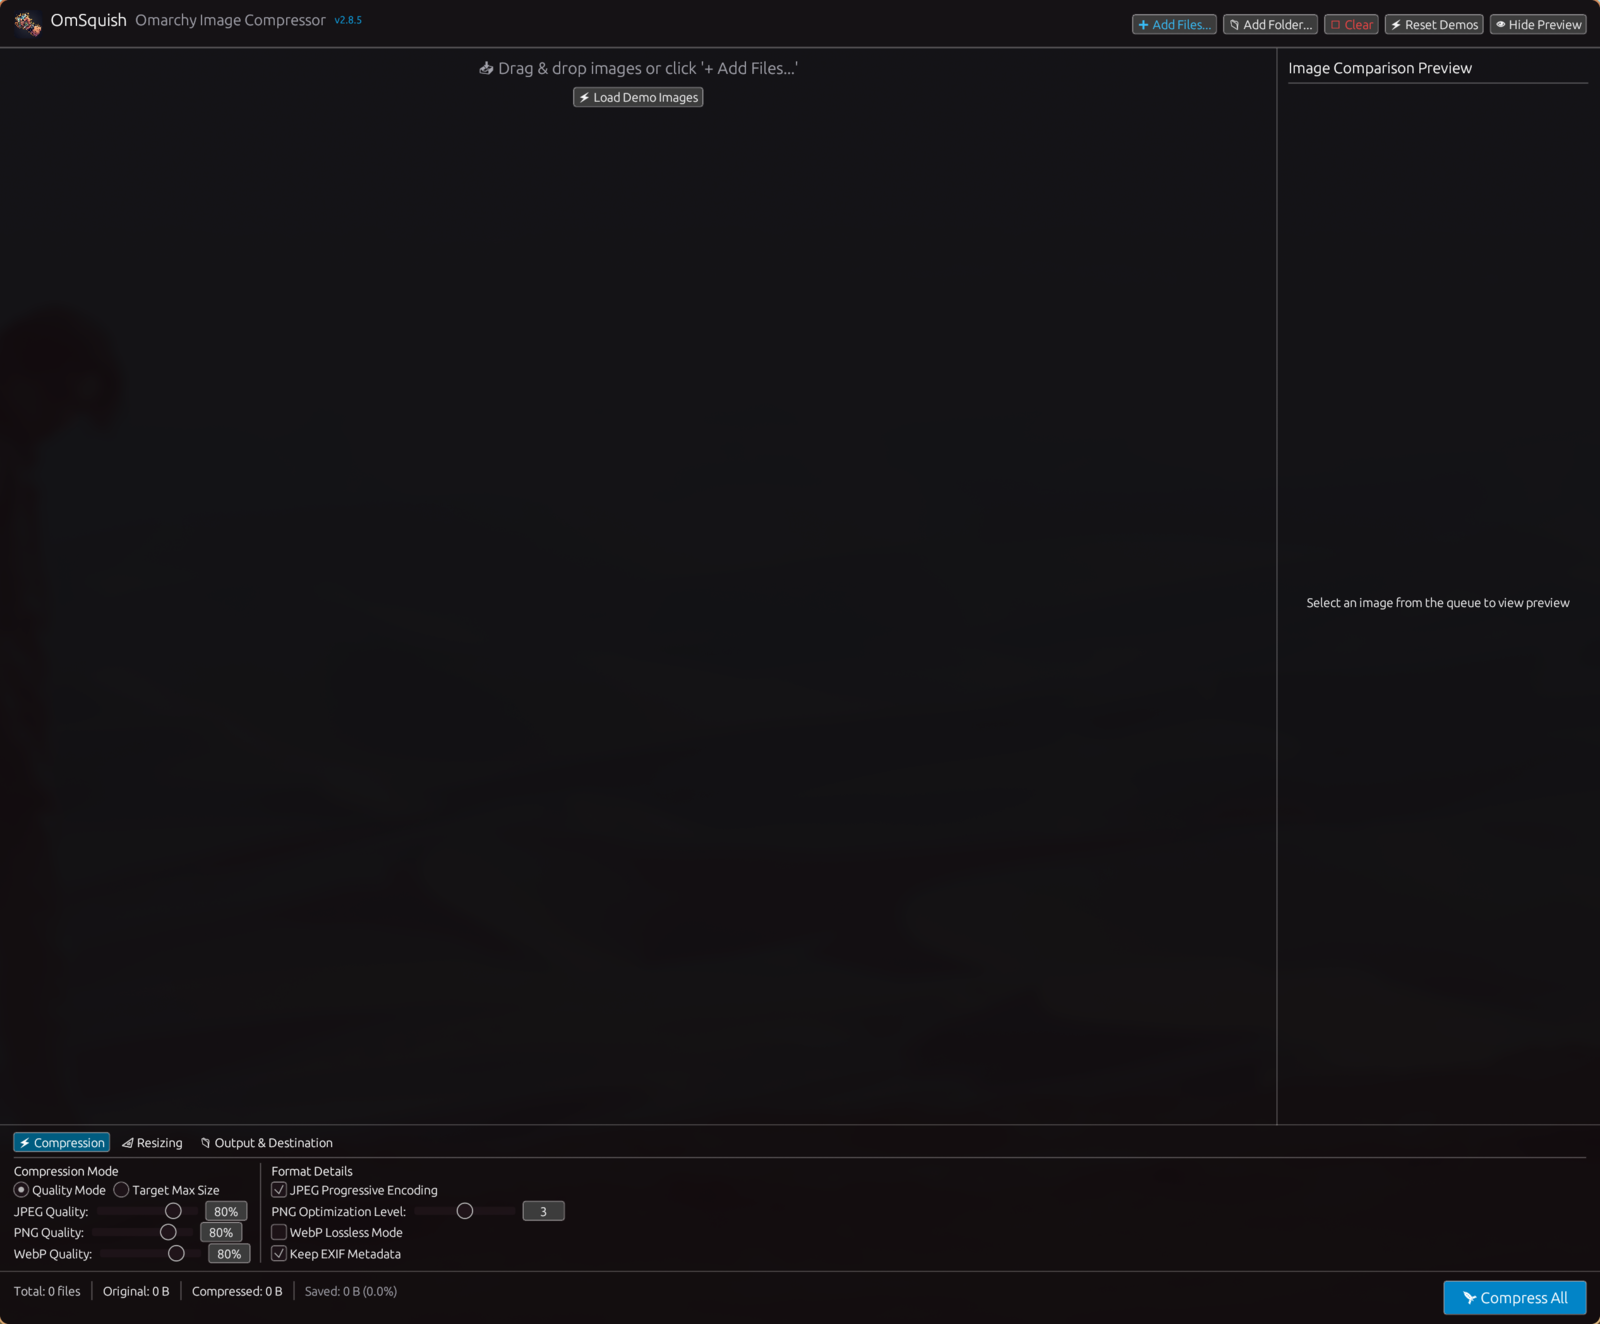 OmSquish Omarchy Image Compressor v2.8.5
+ Add Files... Add Folder... Clear Reset Demos Hide Preview
Drag & drop images or click '+ Add Files...'
Load Demo Images
Image Comparison Preview
Select an image from the queue to view preview
Compression Resizing Output & Destination
Compression Mode
Quality Mode Target Max Size
JPEG Quality: 80%
PNG Quality: 80%
WebP Quality: 80%
Format Details
JPEG Progressive Encoding
PNG Optimization Level: 3
WebP Lossless Mode
Keep EXIF Metadata
Total: 0 files Original: 0 B Compressed: 0 B Saved: 0 B (0.0%)
Compress All